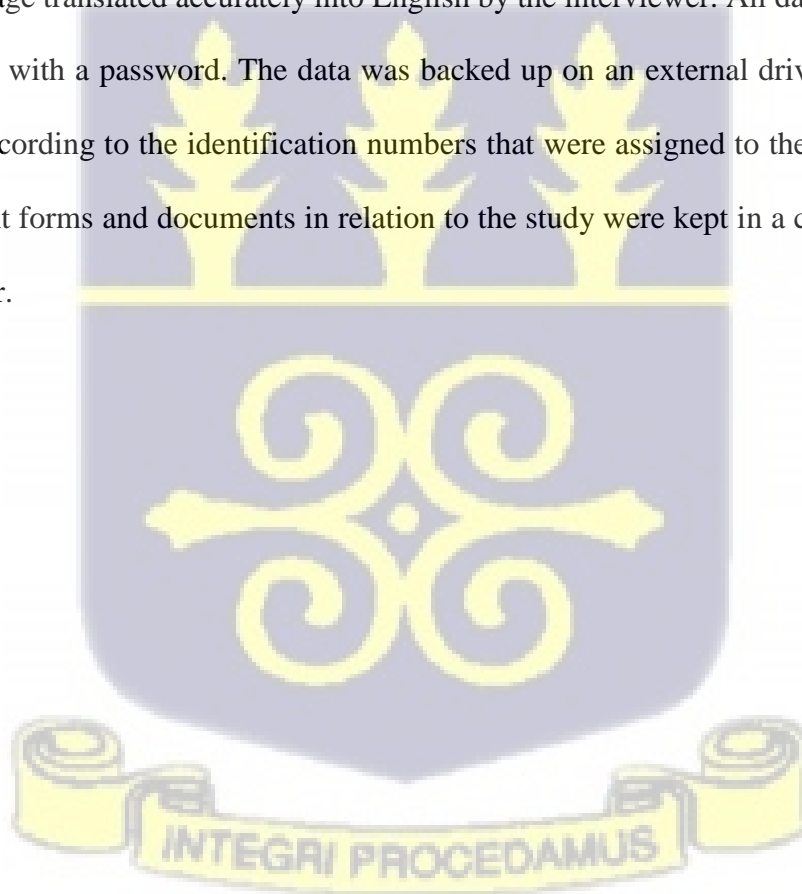 age translated accurately into English by the interviewer. All da
with a password. The data was backed up on an external driv
cording to the identification numbers that were assigned to the
t forms and documents in relation to the study were kept in a c
r.
INTEGRI PROCEDAMUS